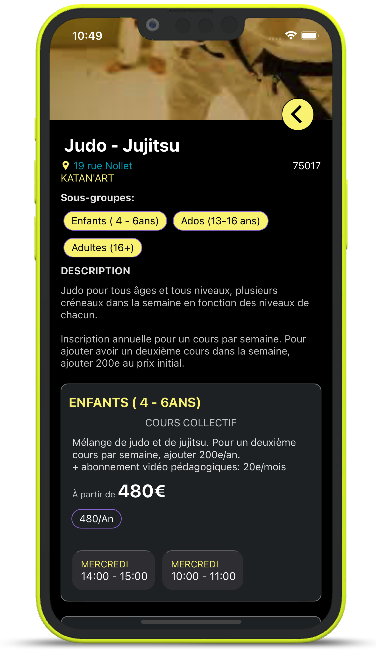 10:49
Judo - Jujitsu
19 rue Nollet 75017
KATAN'ART
Sous-groupes:
Enfants ( 4 - 6ans) Ados (13-16 ans)
Adultes (16+)
DESCRIPTION
Judo pour tous âges et tous niveaux, plusieurs
créneaux dans la semaine en fonction des niveaux de
chacun.
Inscription annuelle pour un cours par semaine. Pour
ajouter avoir un deuxième cours dans la semaine,
ajouter 200e au prix initial.
ENFANTS ( 4 - 6ANS)
COURS COLLECTIF
Mélange de judo et de jujitsu. Pour un deuxième
cours par semaine, ajouter 200e/an.
+ abonnement vidéo pédagogiques: 20e/mois
À partir de 480€
480/An
MERCREDI MERCREDI
14:00 - 15:00 10:00 - 11:00